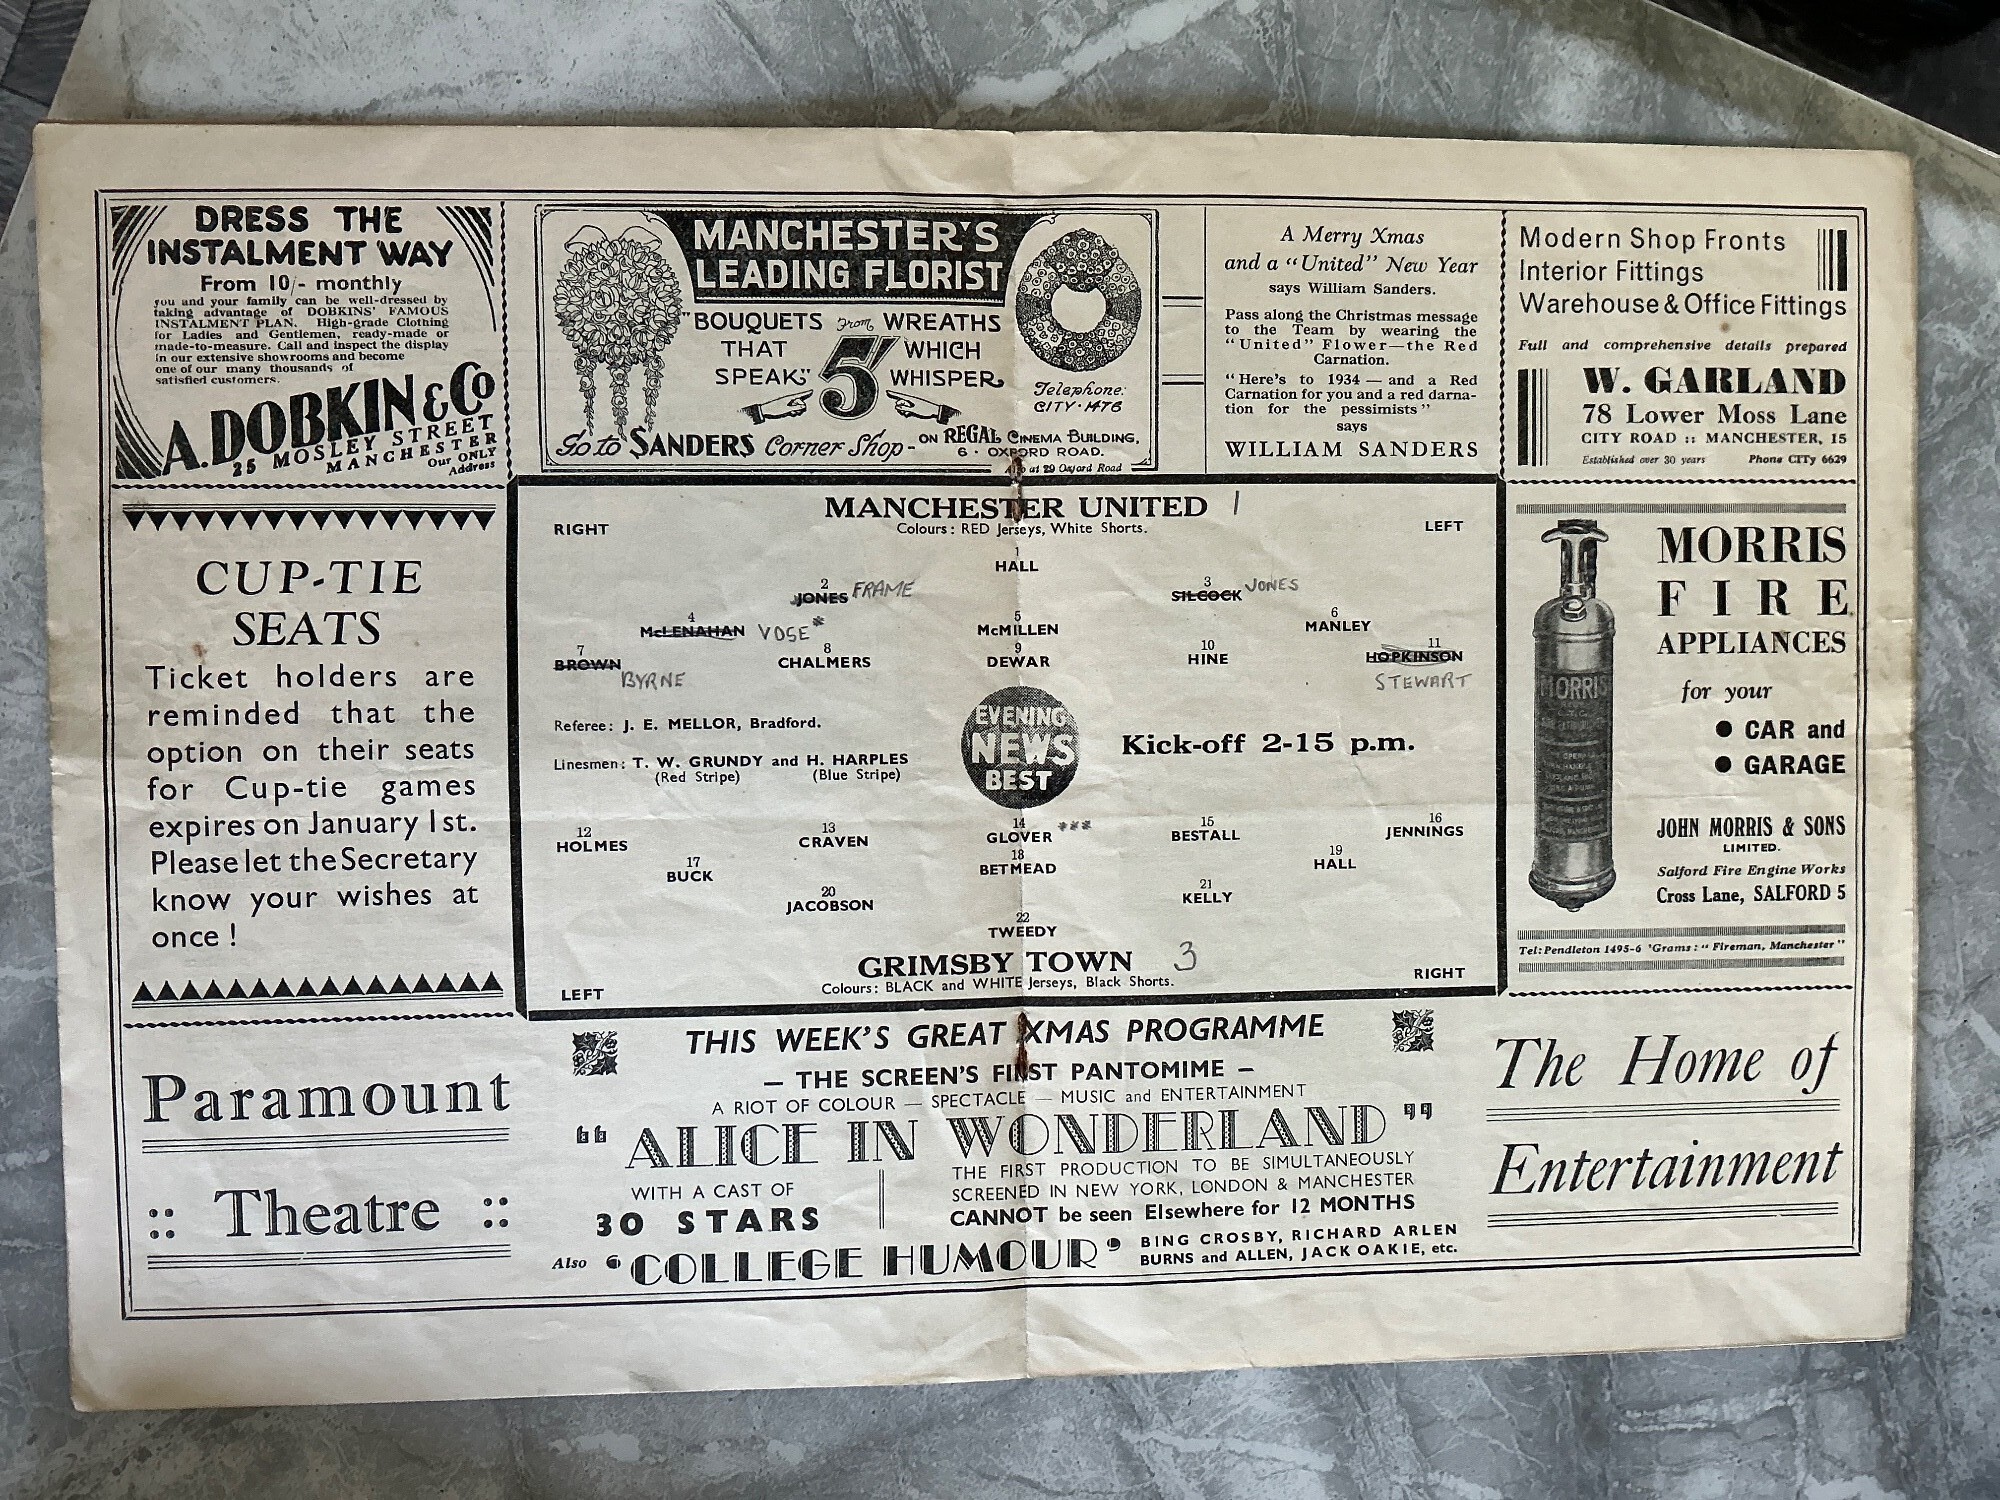 DRESS THE
INSTALMENT WAY
From 10/- monthly
you and your family can be well-dressed by
taking advantage of DOBKINS' FAMOUS
INSTALMENT PLAN. High-grade Clothing
for Ladies and Gentlemen, ready-made or
made-to-measure. Call and inspect the display
in our extensive showrooms and become
one of our many thousands of
satisfied customers.
A. DOBKIN & Co
25 MOSLEY STREET
MANCHESTER
Our ONLY
Address
MANCHESTER'S
LEADING FLORIST
"BOUQUETS from WREATHS
THAT 5'- WHICH
SPEAK," WHISPER
Telephone:
CITY·1476
Go to SANDERS Corner Shop - ON REGAL CINEMA BUILDING,
6 · OXFORD ROAD.
Also at 29 Oxford Road
A Merry Xmas
and a "United" New Year
says William Sanders.
Pass along the Christmas message
to the Team by wearing the
"United" Flower—the Red
Carnation.
"Here's to 1934 — and a Red
Carnation for you and a red darna-
tion for the pessimists"
says
WILLIAM SANDERS
Modern Shop Fronts
Interior Fittings
Warehouse & Office Fittings
Full and comprehensive details prepared
W. GARLAND
78 Lower Moss Lane
CITY ROAD :: MANCHESTER, 15
Established over 30 years Phone CITy 6629
CUP-TIE
SEATS
Ticket holders are
reminded that the
option on their seats
for Cup-tie games
expires on January 1st.
Please let the Secretary
know your wishes at
once !
MANCHESTER UNITED 1
RIGHT Colours: RED Jerseys, White Shorts. LEFT
1
HALL
2 3
JONES FRAME SILCOCK JONES
4 5 6
McLENAHAN VOSE* McMILLEN MANLEY
7 8 9 10 11
BROWN CHALMERS DEWAR HINE HOPKINSON
BYRNE STEWART
Referee: J. E. MELLOR, Bradford.
Linesmen: T. W. GRUNDY and H. HARPLES
(Red Stripe) (Blue Stripe)
EVENING
NEWS
BEST
Kick-off 2-15 p.m.
12 13 14 15 16
HOLMES CRAVEN GLOVER *** BESTALL JENNINGS
17 18 19
BUCK BETMEAD HALL
20 21
JACOBSON KELLY
22
TWEEDY
GRIMSBY TOWN 3
LEFT Colours: BLACK and WHITE Jerseys, Black Shorts. RIGHT
MORRIS
FIRE
APPLIANCES
for your
● CAR and
● GARAGE
MORRIS
JOHN MORRIS & SONS
LIMITED.
Salford Fire Engine Works
Cross Lane, SALFORD 5
Tel: Pendleton 1495-6 'Grams: "Fireman, Manchester"
Paramount
:: Theatre ::
THIS WEEK'S GREAT XMAS PROGRAMME
— THE SCREEN'S FIRST PANTOMIME —
A RIOT OF COLOUR — SPECTACLE — MUSIC and ENTERTAINMENT
"ALICE IN WONDERLAND"
WITH A CAST OF
30 STARS
THE FIRST PRODUCTION TO BE SIMULTANEOUSLY
SCREENED IN NEW YORK, LONDON & MANCHESTER
CANNOT be seen Elsewhere for 12 MONTHS
Also 'COLLEGE HUMOUR' BING CROSBY, RICHARD ARLEN
BURNS and ALLEN, JACK OAKIE, etc.
The Home of
Entertainment